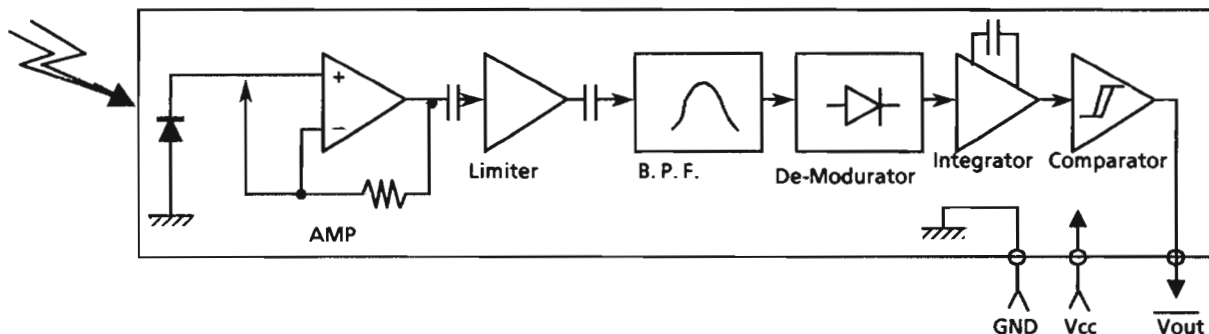 +
−
AMP
Limiter
B. P. F.
De-Modurator
Integrator
Comparator
GND
Vcc
Vout